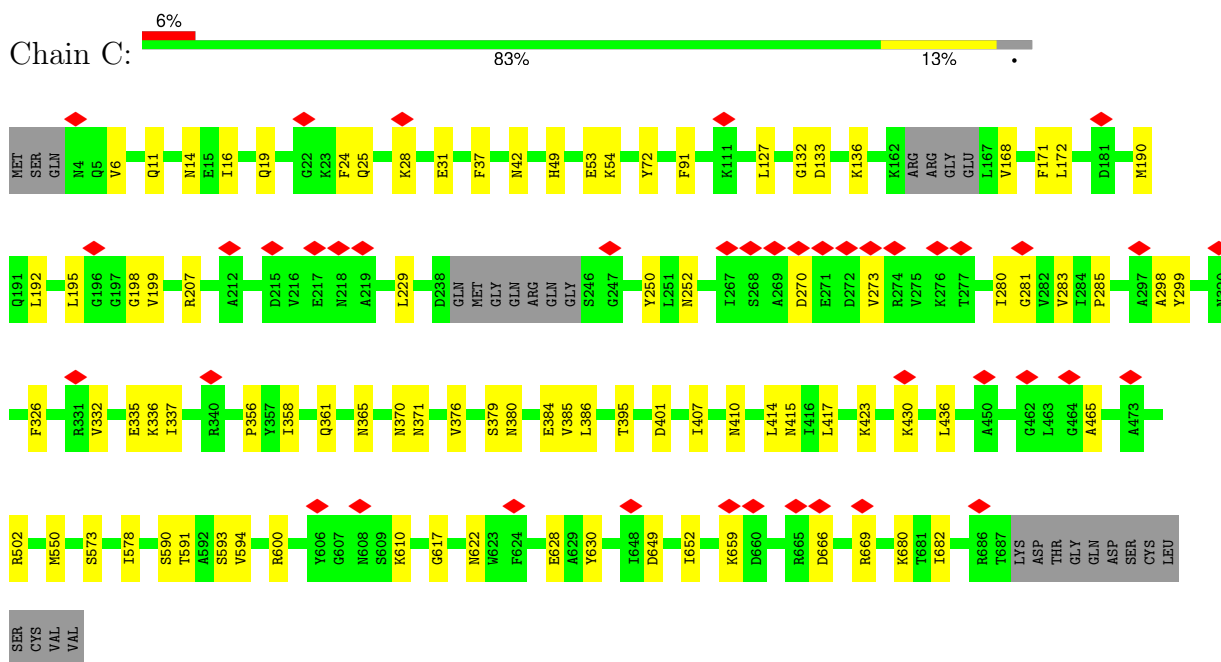 6%
Chain C:
83% 13% •
MET SER GLN N4 Q5 V6 Q11 N14 E15 I16 Q19 G22 K23 F24 Q25 K28 E31 F37 N42 H49 E53 K54 Y72 F91 K111 L127 G132 D133 K136 K162 ARG ARG GLY GLU L167 V168 F171 L172 D181 M190
Q191 L192 L195 G196 G197 G198 V199 R207 A212 D215 V216 E217 N218 A219 L229 D238 GLN MET GLY GLN ARG GLN GLY S246 G247 Y250 L251 N252 I267 S268 A269 D270 E271 D272 V273 R274 V275 K276 T277 I280 G281 V282 V283 I284 P285 A297 A298 Y299
F326 R331 V332 E335 K336 I337 R340 P356 Y357 I358 Q361 N365 N370 N371 V376 S379 N380 E384 V385 L386 T395 D401 I407 N410 L414 N415 I416 L417 K423 K430 L436 A450 G462 L463 G464 A465 A473
R502 M550 S573 I578 S590 T591 A592 S593 V594 R600 Y606 G607 N608 S609 K610 G617 N622 W623 F624 E628 A629 Y630 I648 D649 I652 K659 D660 R665 D666 R669 K680 T681 I682 R686 T687 LYS ASP THR GLY GLN ASP SER CYS LEU
SER CYS VAL VAL